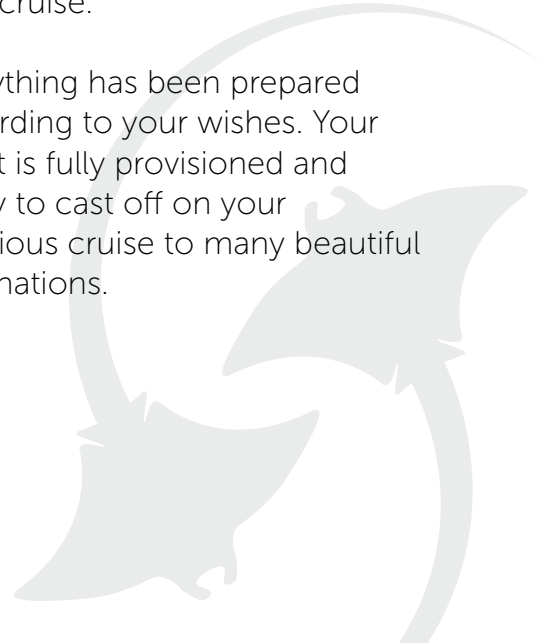 cruise.
ything has been prepared
rding to your wishes. Your
t is fully provisioned and
y to cast off on your
ious cruise to many beautiful
nations.